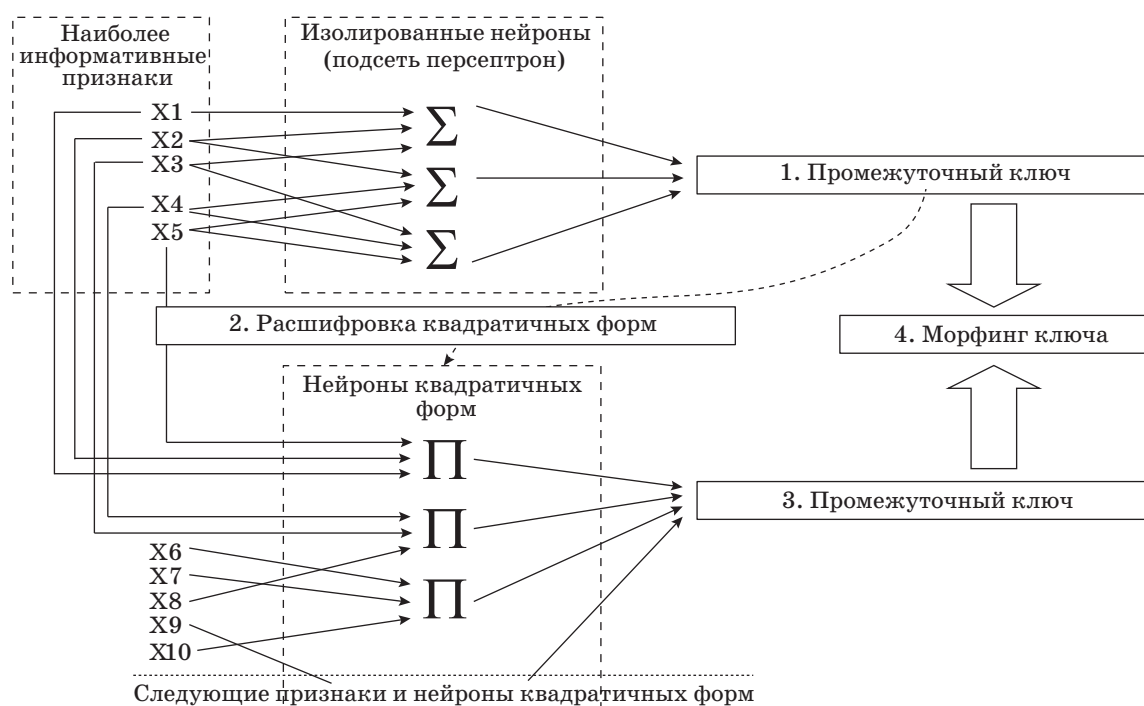 Наиболее
информативные
признаки
X1
X2
X3
X4
X5
Изолированные нейроны
(подсеть персептрон)
Σ
Σ
Σ
1. Промежуточный ключ
2. Расшифровка квадратичных форм
4. Морфинг ключа
Нейроны квадратичных
форм
Π
Π
Π
3. Промежуточный ключ
X6
X7
X8
X9
X10
Следующие признаки и нейроны квадратичных форм